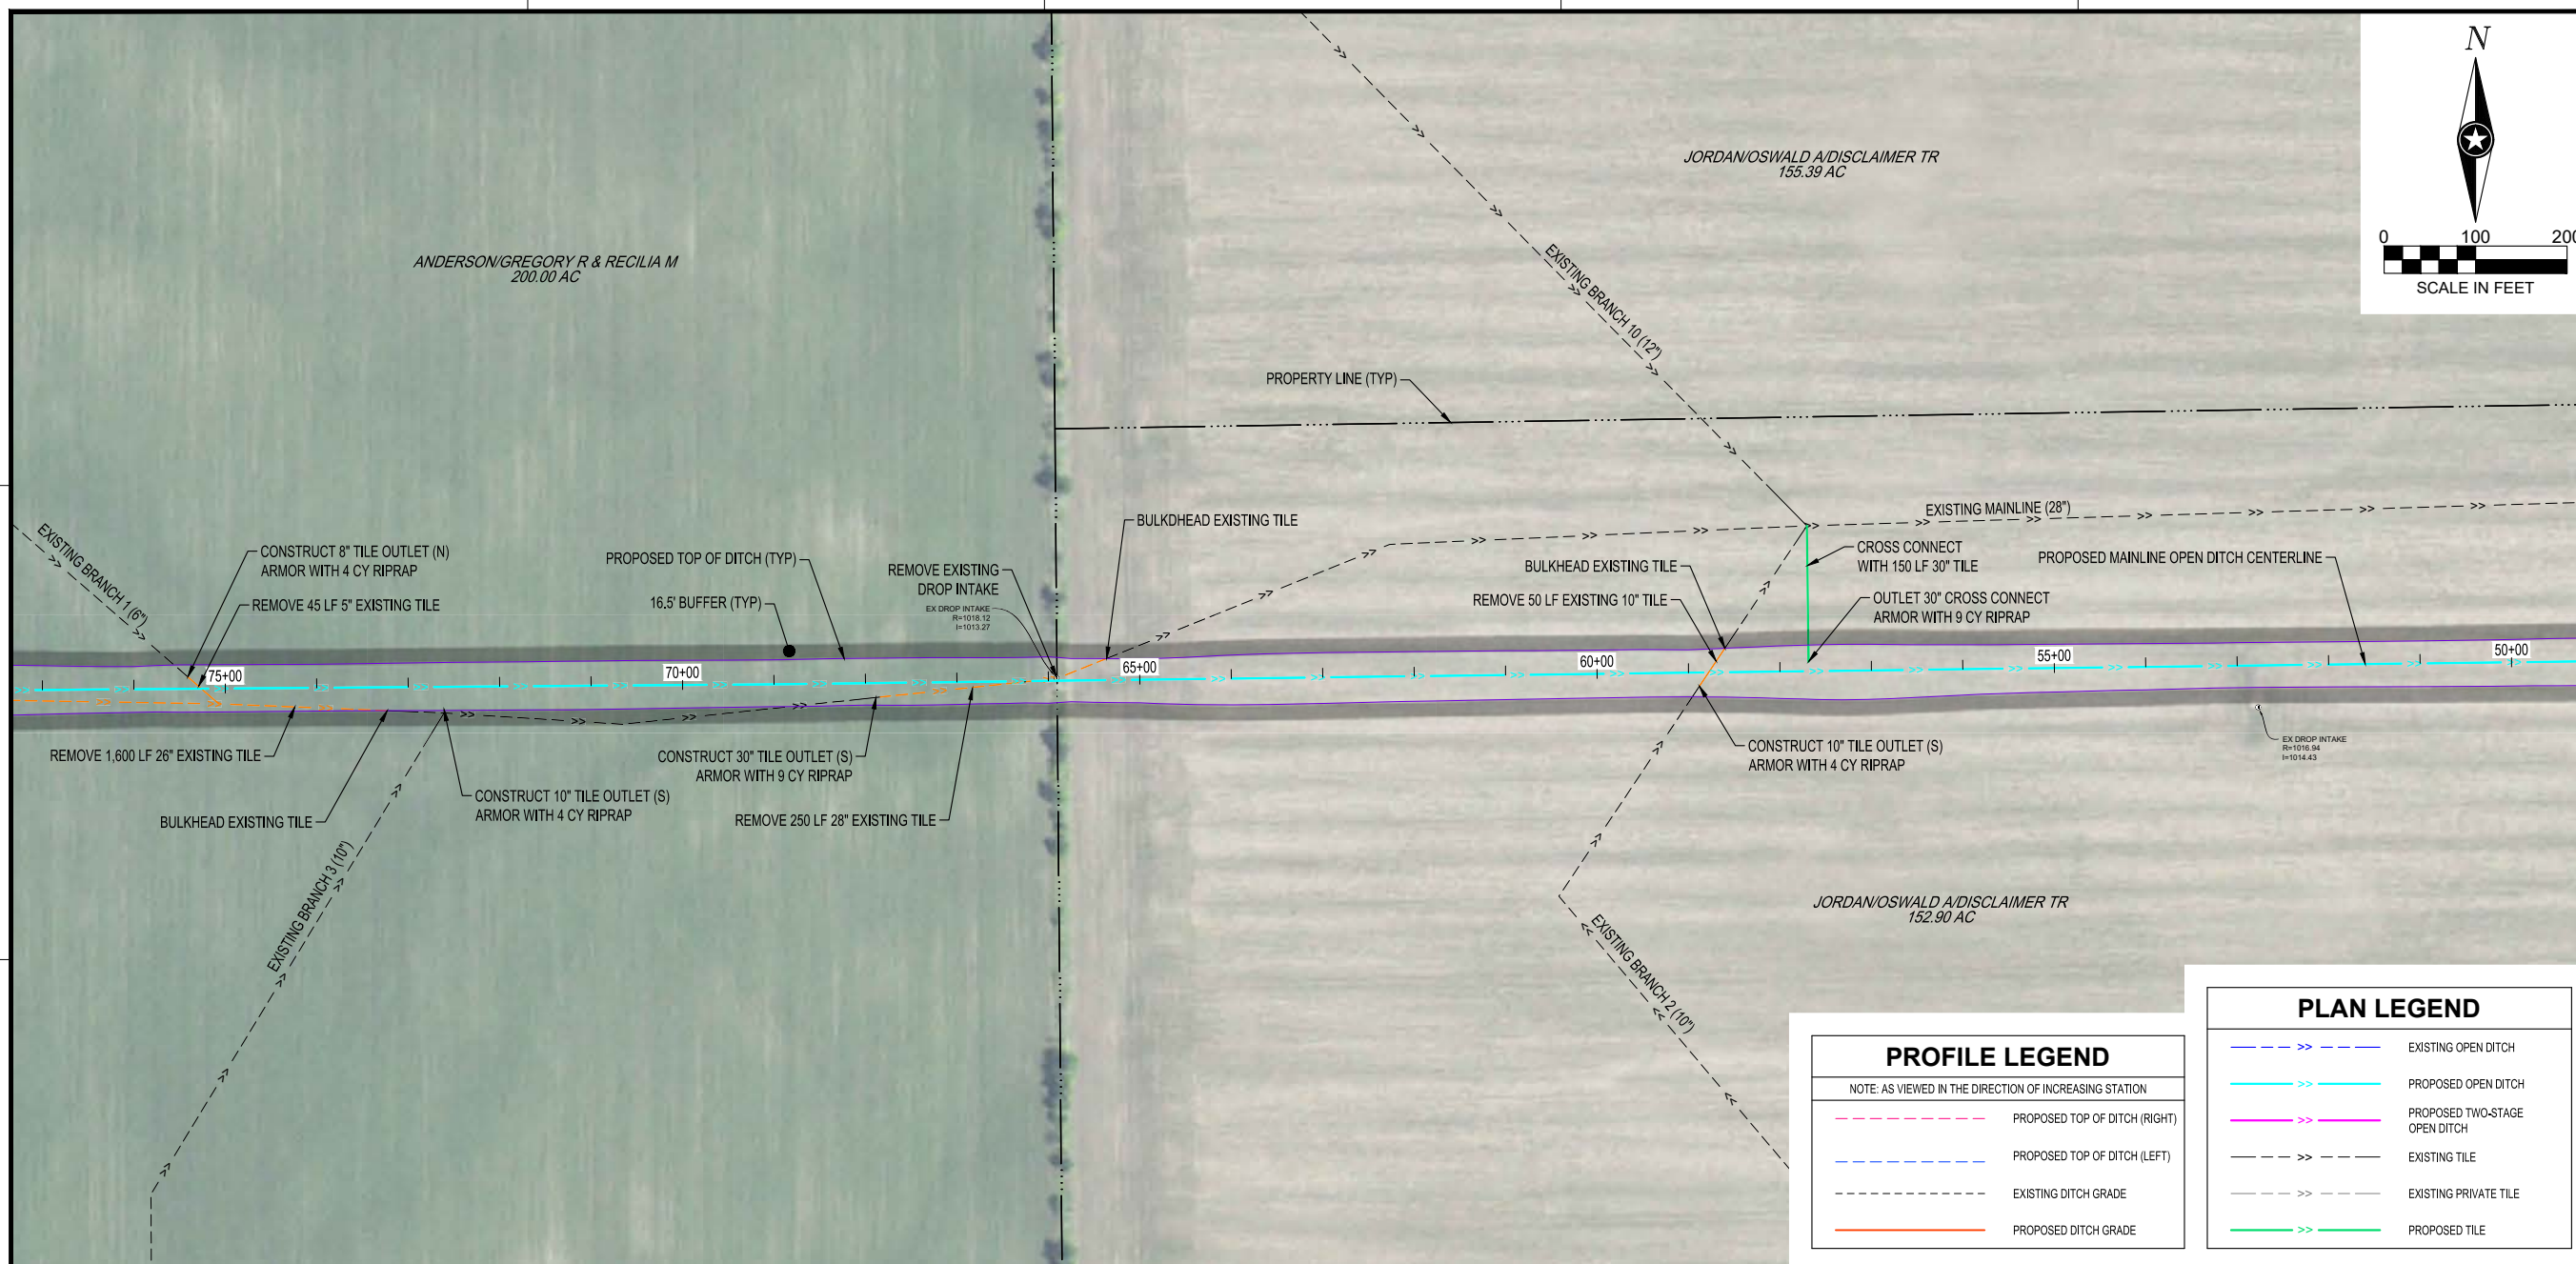 N
0 100 200
SCALE IN FEET
JORDAN/OSWALD A/DISCLAIMER TR
155.39 AC
ANDERSON/GREGORY R & RECILIA M
200.00 AC
EXISTING BRANCH 10 (12")
PROPERTY LINE (TYP)
EXISTING MAINLINE (28")
BULKDHEAD EXISTING TILE
EXISTING BRANCH 1 (6")
CONSTRUCT 8" TILE OUTLET (N)
ARMOR WITH 4 CY RIPRAP
REMOVE 45 LF 5" EXISTING TILE
PROPOSED TOP OF DITCH (TYP)
16.5' BUFFER (TYP)
REMOVE EXISTING
DROP INTAKE
EX DROP INTAKE
R=1018.12
I=1013.27
BULKHEAD EXISTING TILE
REMOVE 50 LF EXISTING 10" TILE
CROSS CONNECT
WITH 150 LF 30" TILE
OUTLET 30" CROSS CONNECT
ARMOR WITH 9 CY RIPRAP
PROPOSED MAINLINE OPEN DITCH CENTERLINE
75+00
70+00
65+00
60+00
55+00
50+00
REMOVE 1,600 LF 26" EXISTING TILE
BULKHEAD EXISTING TILE
CONSTRUCT 10" TILE OUTLET (S)
ARMOR WITH 4 CY RIPRAP
CONSTRUCT 30" TILE OUTLET (S)
ARMOR WITH 9 CY RIPRAP
REMOVE 250 LF 28" EXISTING TILE
CONSTRUCT 10" TILE OUTLET (S)
ARMOR WITH 4 CY RIPRAP
EX DROP INTAKE
R=1016.94
I=1014.43
EXISTING BRANCH 3 (10")
EXISTING BRANCH 2 (10")
JORDAN/OSWALD A/DISCLAIMER TR
152.90 AC
PROFILE LEGEND
NOTE: AS VIEWED IN THE DIRECTION OF INCREASING STATION
PROPOSED TOP OF DITCH (RIGHT)
PROPOSED TOP OF DITCH (LEFT)
EXISTING DITCH GRADE
PROPOSED DITCH GRADE
PLAN LEGEND
EXISTING OPEN DITCH
PROPOSED OPEN DITCH
PROPOSED TWO-STAGE
OPEN DITCH
EXISTING TILE
EXISTING PRIVATE TILE
PROPOSED TILE